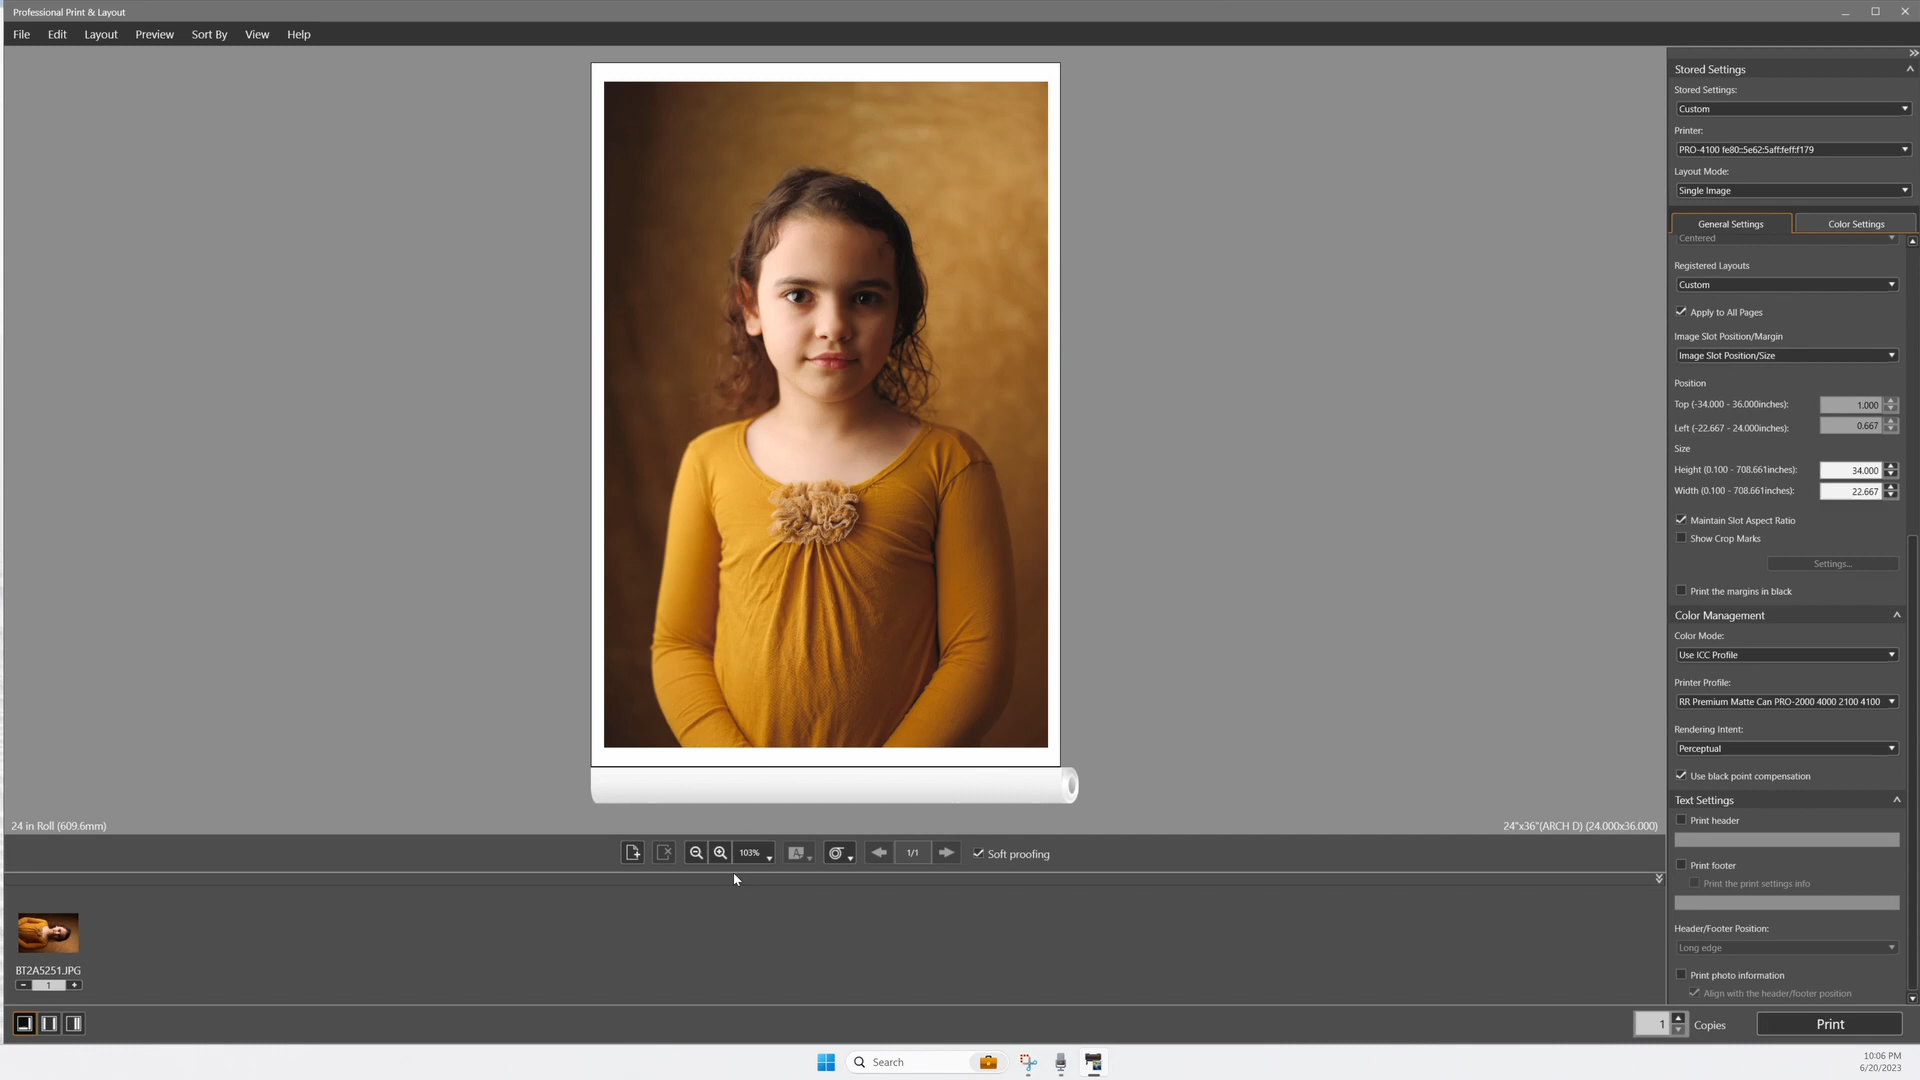 Professional Print & Layout
File Edit Layout Preview Sort By View Help
Stored Settings
Stored Settings:
Custom
Printer:
PRO-4100 fe80::5e62:5aff:feff:f179
Layout Mode:
Single Image
General Settings Color Settings
Centered
Registered Layouts
Custom
Apply to All Pages
Image Slot Position/Margin
Image Slot Position/Size
Position
Top (-34.000 - 36.000inches): 1.000
Left (-22.667 - 24.000inches): 0.667
Size
Height (0.100 - 708.661inches): 34.000
Width (0.100 - 708.661inches): 22.667
Maintain Slot Aspect Ratio
Show Crop Marks
Settings...
Print the margins in black
Color Management
Color Mode:
Use ICC Profile
Printer Profile:
RR Premium Matte Can PRO-2000 4000 2100 4100
Rendering Intent:
Perceptual
Use black point compensation
Text Settings
Print header
Print footer
Print the print settings info
Header/Footer Position:
Long edge
Print photo information
Align with the header/footer position
24 in Roll (609.6mm)
24"x36"(ARCH D) (24.000x36.000)
103% A 1/1 Soft proofing
BT2A5251.JPG
1
1 Copies Print
Search
10:06 PM
6/20/2023